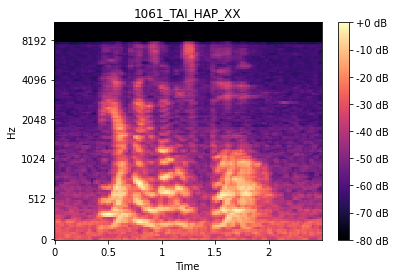 1061_TAI_HAP_XX
+0 dB
8192
-10 dB
4096
-20 dB
-30 dB
2048
Hz
-40 dB
1024
-50 dB
512
-60 dB
-70 dB
0
-80 dB
0
0.5
1
1.5
2
Time